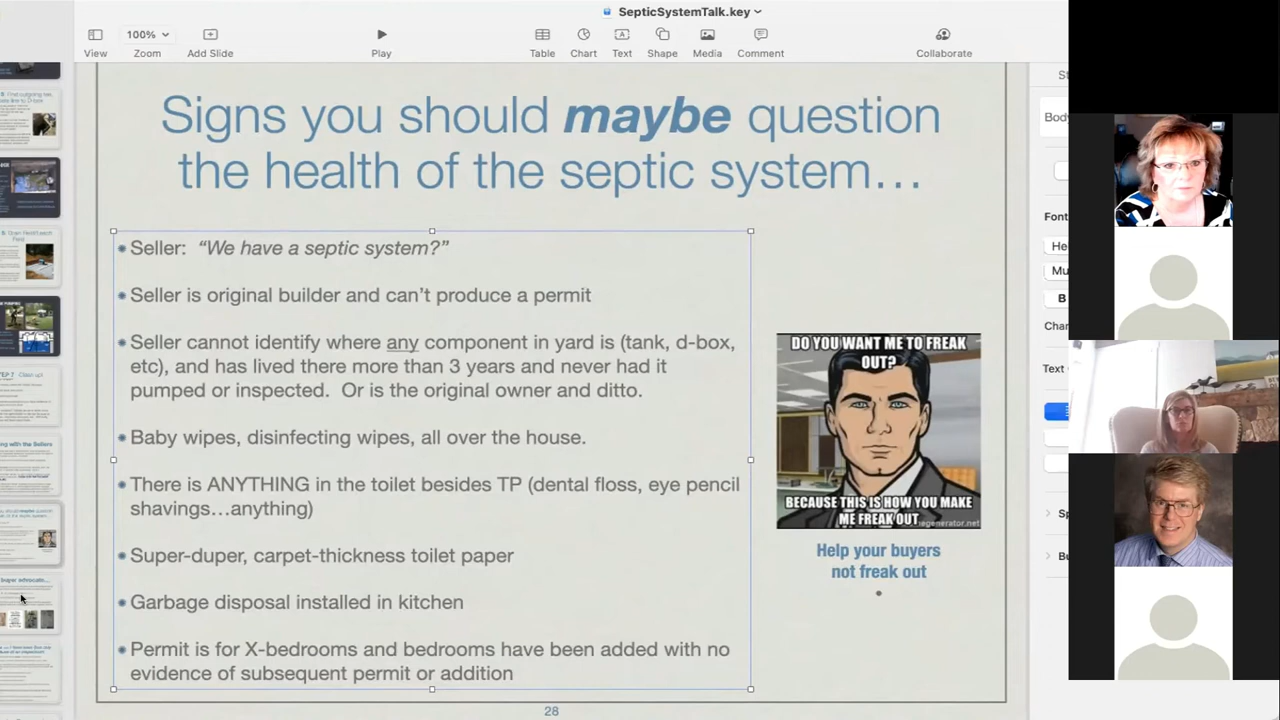 SepticSystemTalk.key
100%
View
Zoom
Add Slide
Play
Table
Chart
Text
Shape
Media
Comment
Collaborate
Signs you should maybe question
the health of the septic system…
• Seller: “We have a septic system?”
• Seller is original builder and can’t produce a permit
• Seller cannot identify where any component in yard is (tank, d-box,
etc), and has lived there more than 3 years and never had it
pumped or inspected. Or is the original owner and ditto.
• Baby wipes, disinfecting wipes, all over the house.
• There is ANYTHING in the toilet besides TP (dental floss, eye pencil
shavings…anything)
• Super-duper, carpet-thickness toilet paper
• Garbage disposal installed in kitchen
• Permit is for X-bedrooms and bedrooms have been added with no
evidence of subsequent permit or addition
DO YOU WANT ME TO FREAK
OUT?
BECAUSE THIS IS HOW YOU MAKE
ME FREAK OUT
Help your buyers
not freak out
•
28
Font
B